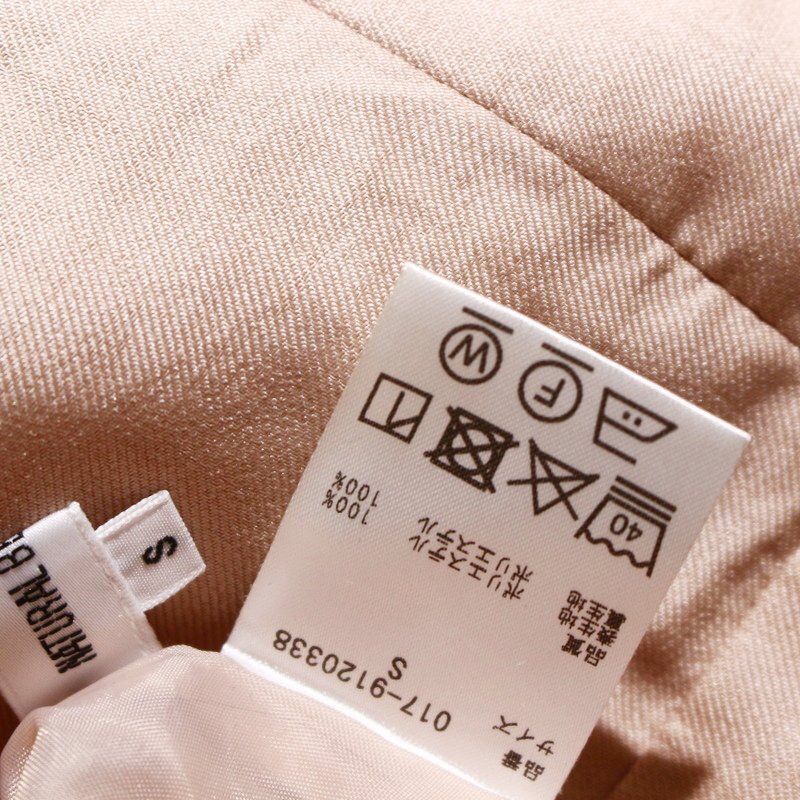 品番 017-9120338
サイズ S
品質
表生地 ポリエステル 100%
裏生地 ポリエステル 100%
40
F
W
S
NATURAL B